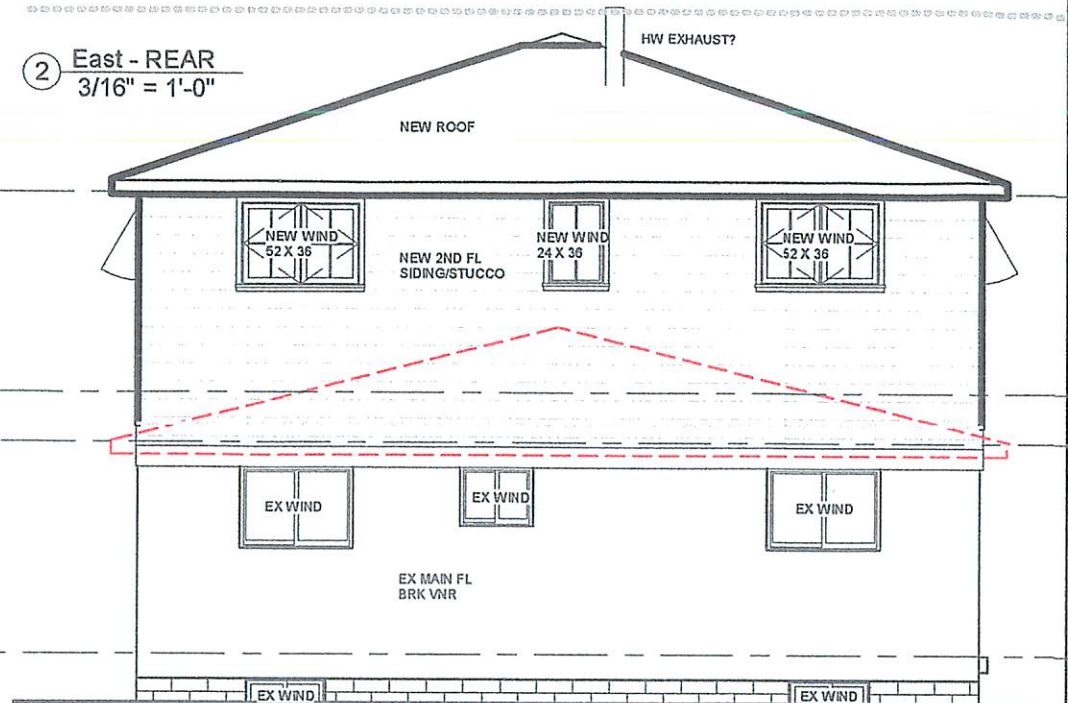 HW EXHAUST?
2 East - REAR
3/16" = 1'-0"
NEW ROOF
NEW WIND
52 X 36
NEW 2ND FL
SIDING/STUCCO
NEW WIND
24 X 36
NEW WIND
52 X 36
EX WIND
EX WIND
EX WIND
EX MAIN FL
BRK VNR
EX WIND
EX WIND